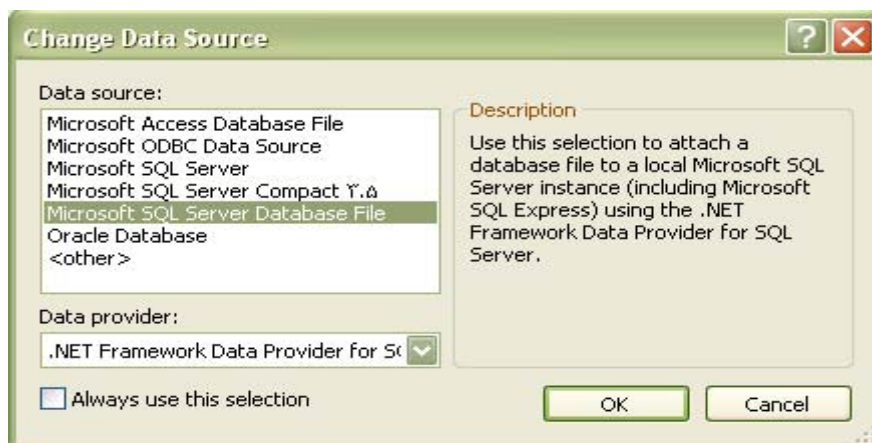 Change Data Source
Data source:
Microsoft Access Database File
Microsoft ODBC Data Source
Microsoft SQL Server
Microsoft SQL Server Compact ۳.۵
Microsoft SQL Server Database File
Oracle Database
<other>
Description
Use this selection to attach a
database file to a local Microsoft SQL
Server instance (including Microsoft
SQL Express) using the .NET
Framework Data Provider for SQL
Server.
Data provider:
.NET Framework Data Provider for S
Always use this selection
OK
Cancel